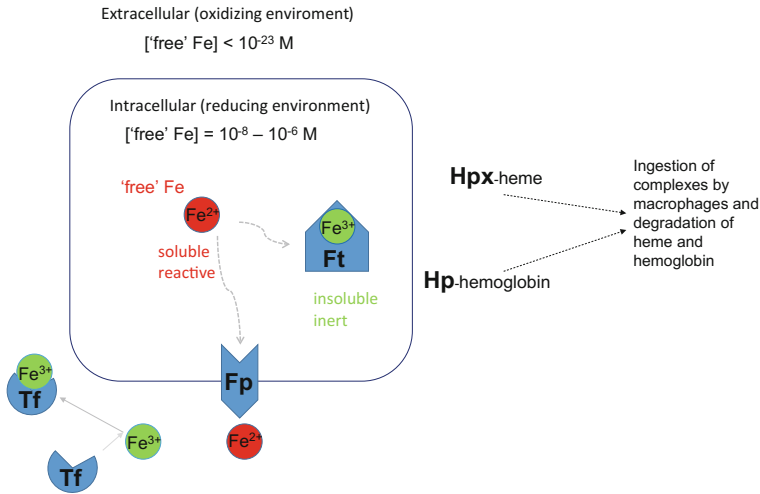 Extracellular (oxidizing enviroment)
['free' Fe] < 10⁻²³ M
Intracellular (reducing environment)
['free' Fe] = 10⁻⁸ – 10⁻⁶ M
'free' Fe
Fe²⁺
soluble
reactive
Fe³⁺
Ft
insoluble
inert
Hpx-heme
Hp-hemoglobin
Ingestion of
complexes by
macrophages and
degradation of
heme and
hemoglobin
Fp
Fe²⁺
Fe³⁺
Tf
Fe³⁺
Tf